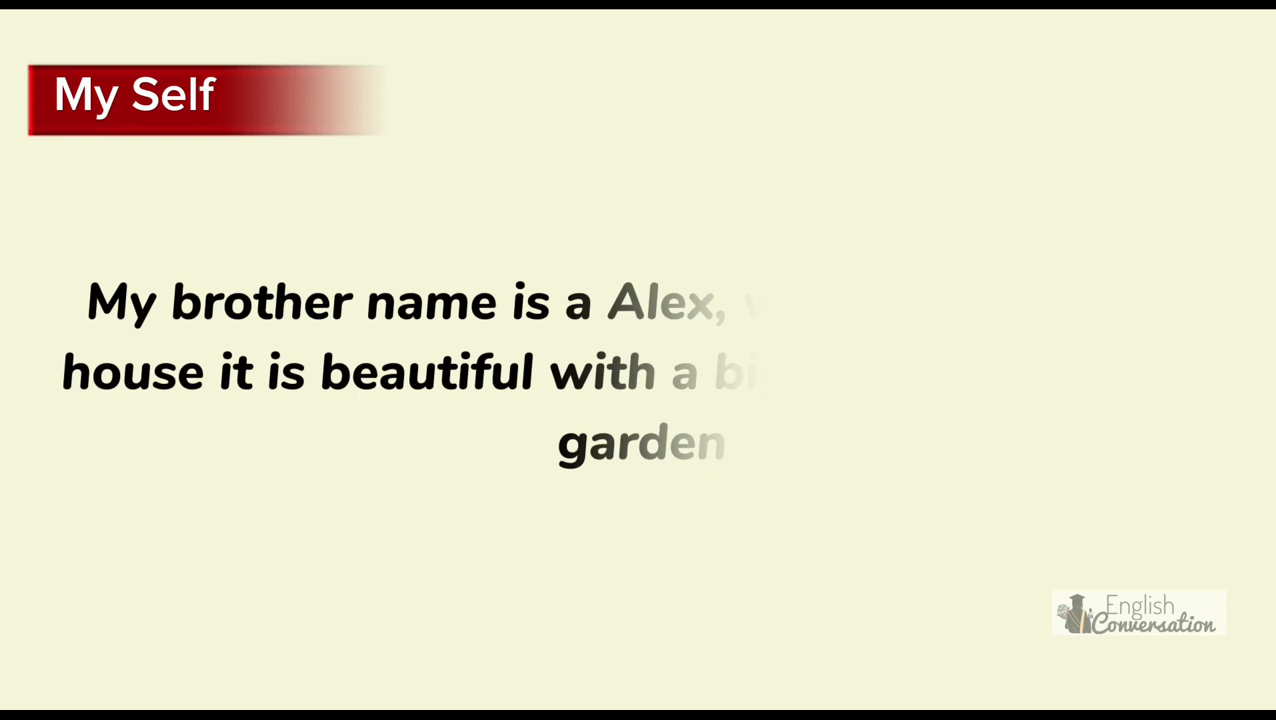 My Self
My brother name is a Alex,
house it is beautiful with a
garden
English
Conversation